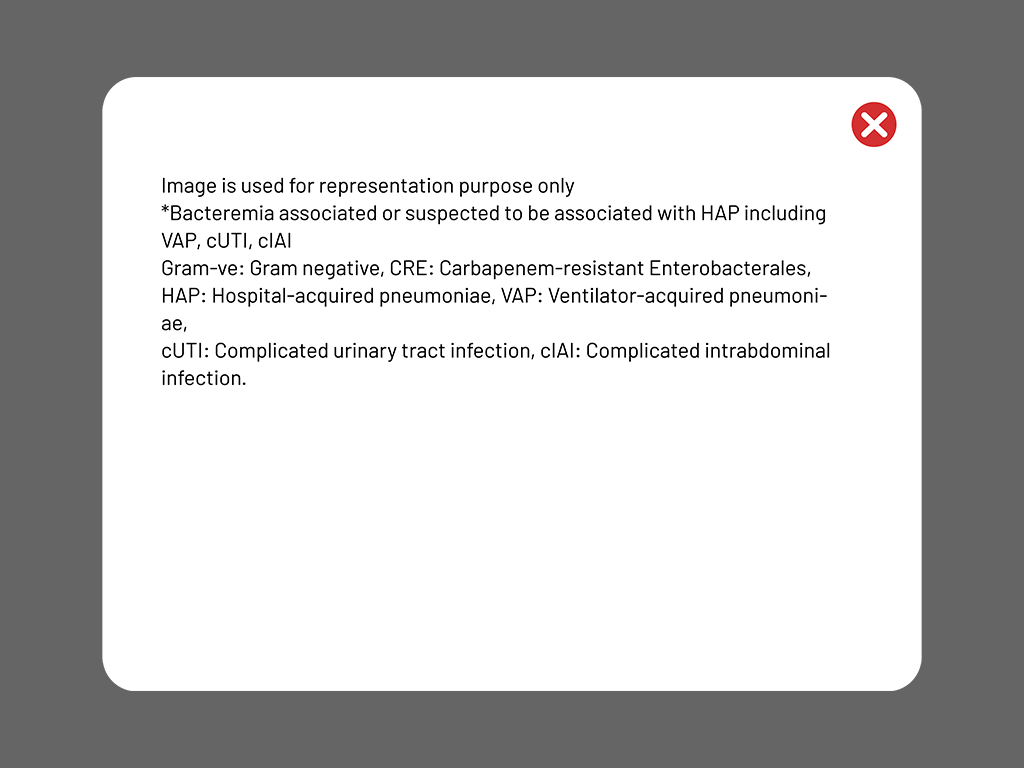 Image is used for representation purpose only
*Bacteremia associated or suspected to be associated with HAP including
VAP, cUTI, cIAI
Gram-ve: Gram negative, CRE: Carbapenem-resistant Enterobacterales,
HAP: Hospital-acquired pneumoniae, VAP: Ventilator-acquired pneumoni-
ae,
cUTI: Complicated urinary tract infection, cIAI: Complicated intrabdominal
infection.